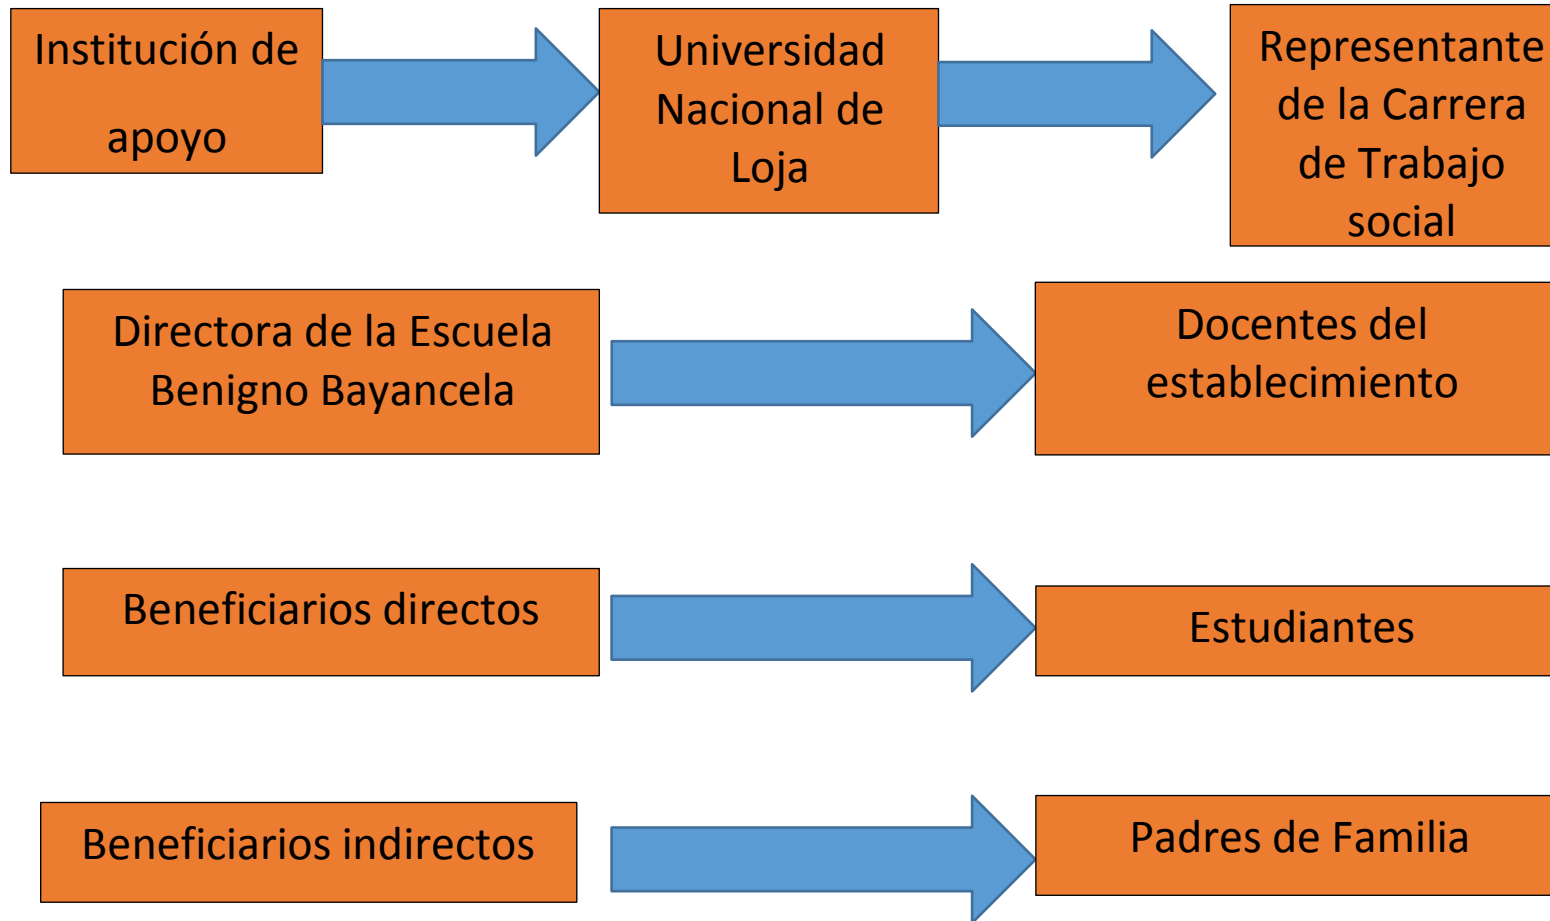 Institución de
apoyo
Universidad
Nacional de
Loja
Representante
de la Carrera
de Trabajo
social
Directora de la Escuela
Benigno Bayancela
Docentes del
establecimiento
Beneficiarios directos
Estudiantes
Beneficiarios indirectos
Padres de Familia